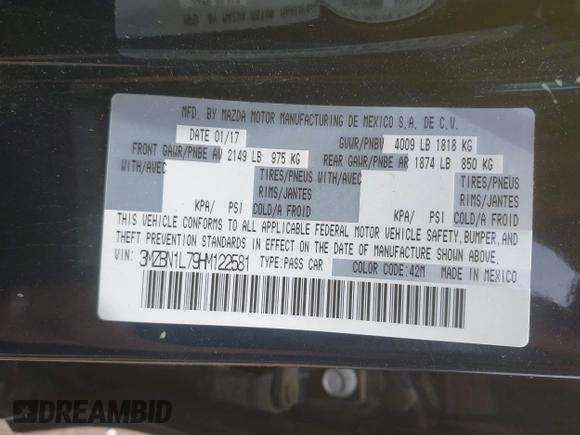 MFD. BY MAZDA MOTOR MANUFACTURING DE MEXICO S.A. DE C.V.
DATE 01/17 GVWR/PNBV 4009 LB 1818 KG
FRONT GAWR/PNBE AV 2149 LB 975 KG REAR GAWR/PNBE AR 1874 LB 850 KG
WITH/AVEC TIRES/PNEUS WITH/AVEC TIRES/PNEUS
RIMS/JANTES RIMS/JANTES
KPA/ PSI COLD/A FROID KPA/ PSI COLD/A FROID
THIS VEHICLE CONFORMS TO ALL APPLICABLE FEDERAL MOTOR VEHICLE SAFETY, BUMPER, AND
THEFT PREVENTION STANDARDS IN EFFECT ON THE DATE OF MANUFACTURE SHOWN ABOVE.
VIN: 3MZBN1L79HM122581 TYPE:PASS CAR COLOR CODE:42M MADE IN MEXICO
DREAMBID